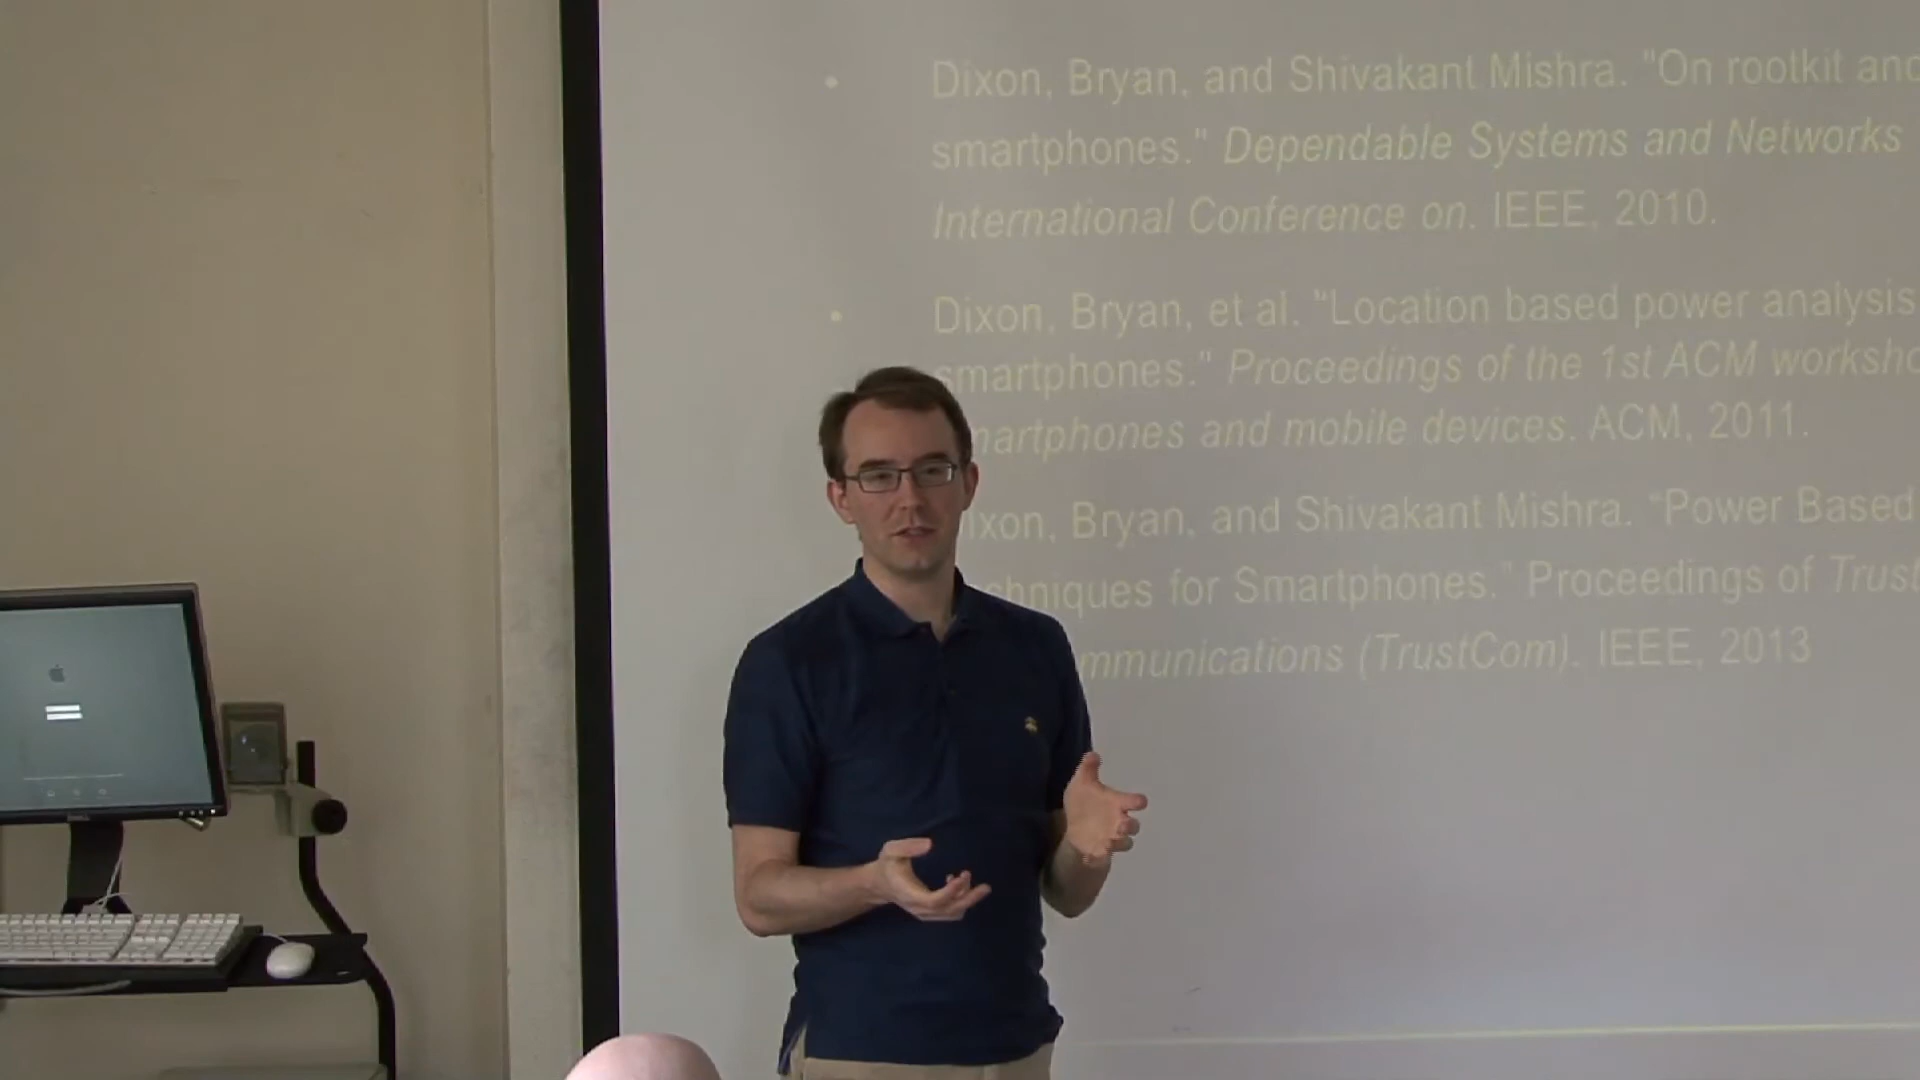 • Dixon, Bryan, and Shivakant Mishra. "On rootkit and
smartphones." Dependable Systems and Networks
International Conference on. IEEE, 2010.
• Dixon, Bryan, et al. "Location based power analysis
smartphones." Proceedings of the 1st ACM worksho
martphones and mobile devices. ACM, 2011.
ixon, Bryan, and Shivakant Mishra. "Power Based
chniques for Smartphones." Proceedings of Trust
mmunications (TrustCom). IEEE, 2013
DELL